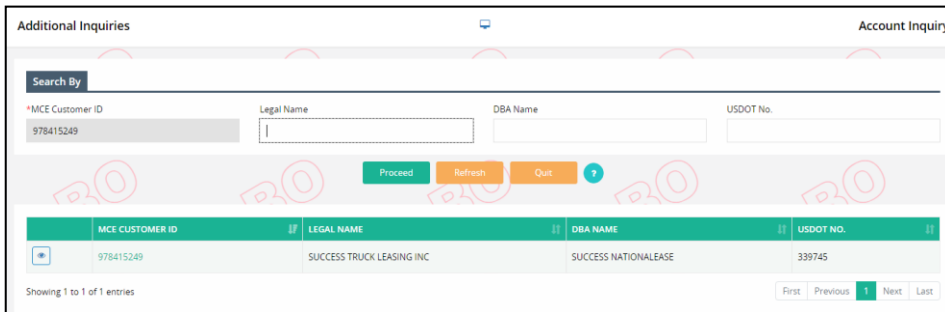 Additional Inquiries Account Inquiry
Search By
*MCE Customer ID Legal Name DBA Name USDOT No.
978415249
Proceed Refresh Quit ?
MCE CUSTOMER ID LEGAL NAME DBA NAME USDOT NO.
978415249 SUCCESS TRUCK LEASING INC SUCCESS NATIONALEASE 339745
Showing 1 to 1 of 1 entries First Previous 1 Next Last